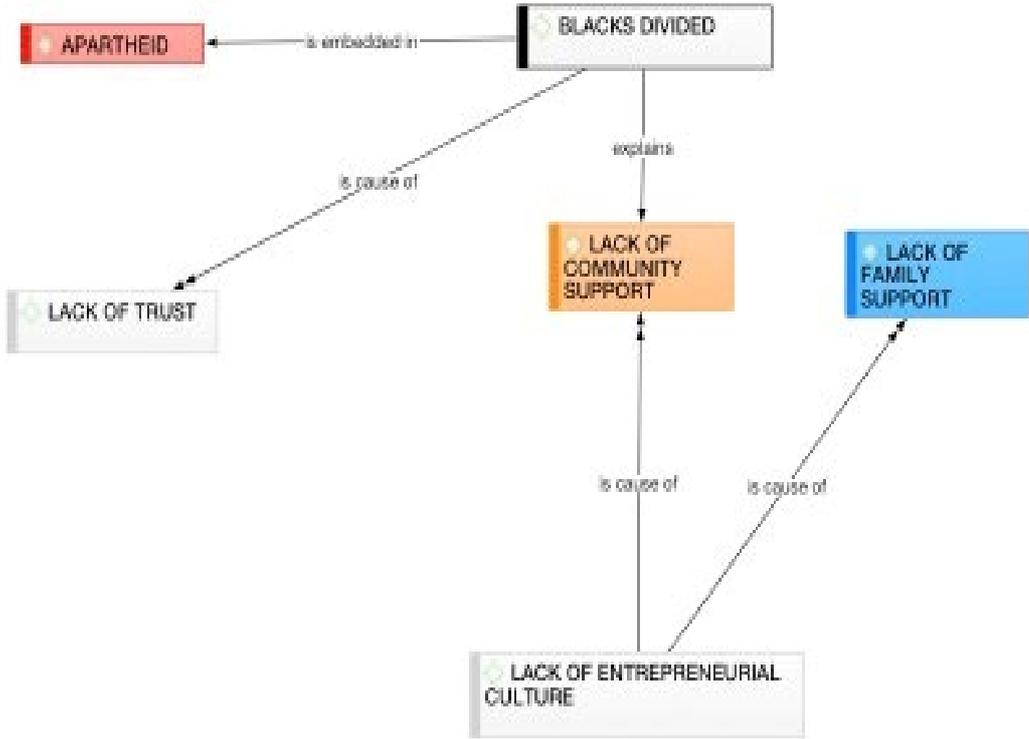 BLACKS DIVIDED
APARTHEID
is embedded in
explains
is cause of
LACK OF
COMMUNITY
SUPPORT
LACK OF
FAMILY
SUPPORT
LACK OF TRUST
is cause of
is cause of
LACK OF ENTREPRENEURIAL
CULTURE